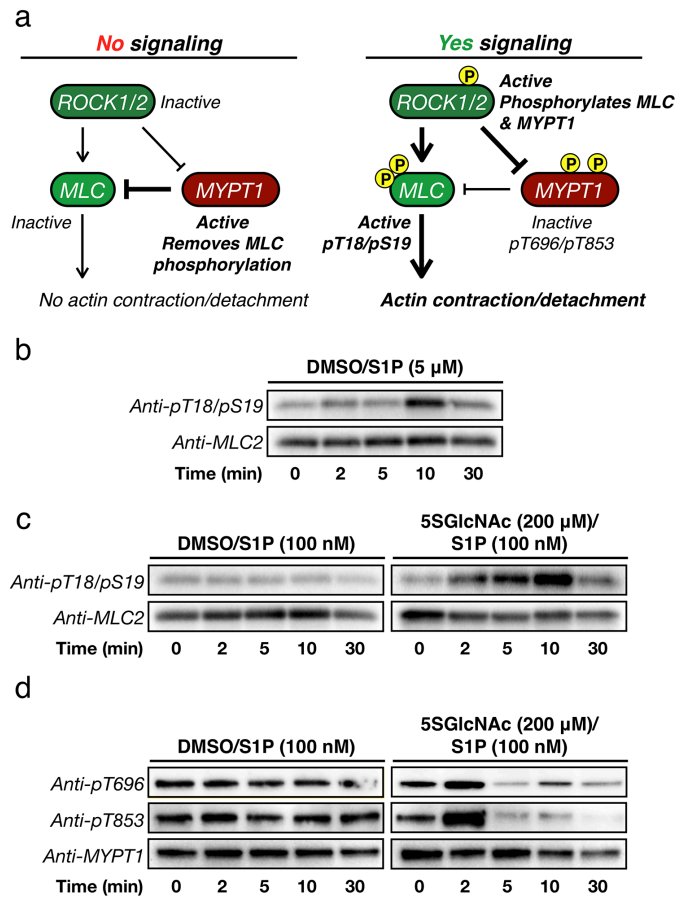 a
No signaling
Yes signaling
ROCK1/2 Inactive
MLC
MYPT1
Inactive
Active
Removes MLC
phosphorylation
No actin contraction/detachment
P
ROCK1/2
Active
Phosphorylates MLC
& MYPT1
P P
MLC
P P
MYPT1
Active
pT18/pS19
Inactive
pT696/pT853
Actin contraction/detachment
b
DMSO/S1P (5 µM)
Anti-pT18/pS19
Anti-MLC2
Time (min) 0 2 5 10 30
c
DMSO/S1P (100 nM)
5SGlcNAc (200 µM)/
S1P (100 nM)
Anti-pT18/pS19
Anti-MLC2
Time (min) 0 2 5 10 30 0 2 5 10 30
d
DMSO/S1P (100 nM)
5SGlcNAc (200 µM)/
S1P (100 nM)
Anti-pT696
Anti-pT853
Anti-MYPT1
Time (min) 0 2 5 10 30 0 2 5 10 30